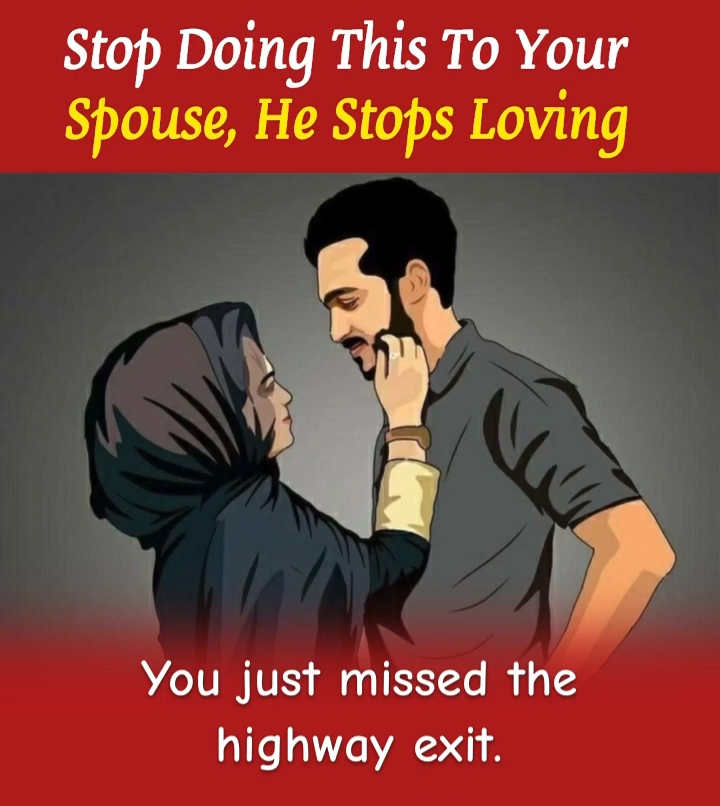 Stop Doing This To Your
Spouse, He Stops Loving
You just missed the
highway exit.